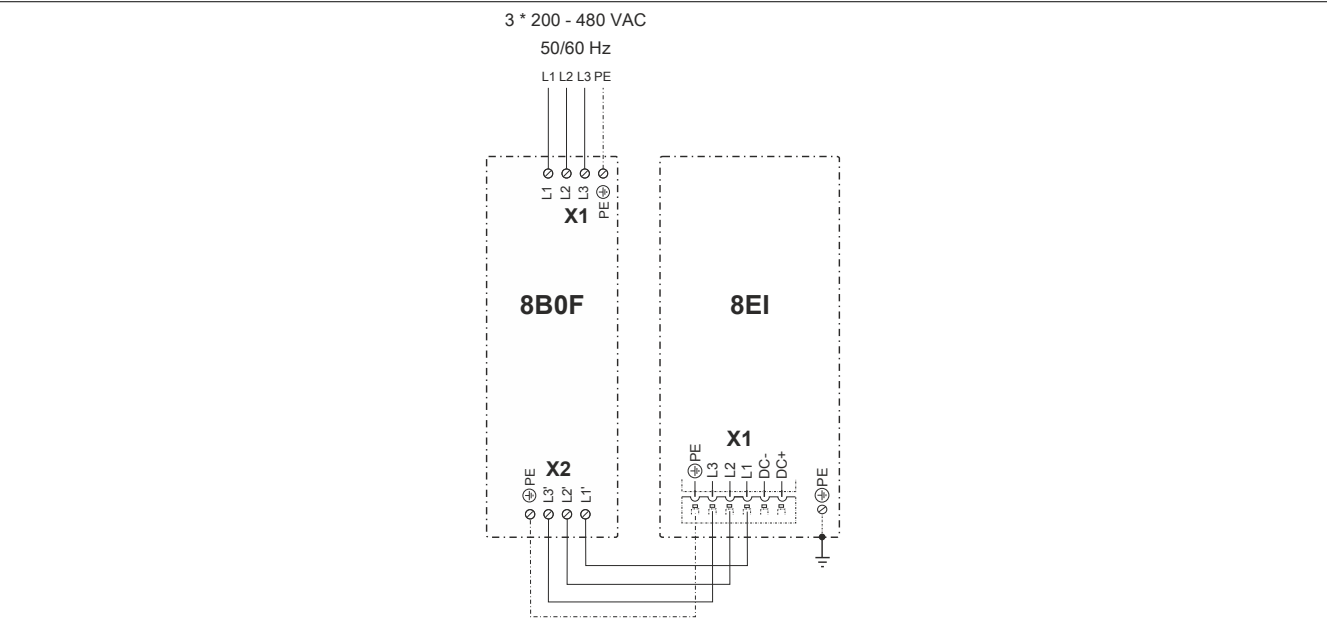 3 * 200 - 480 VAC
50/60 Hz
L1 L2 L3 PE
L1 L2 L3 PE
X1
8B0F
8EI
X2
PE L3' L2' L1'
X1
PE L3 L2 L1 DC- DC+
PE